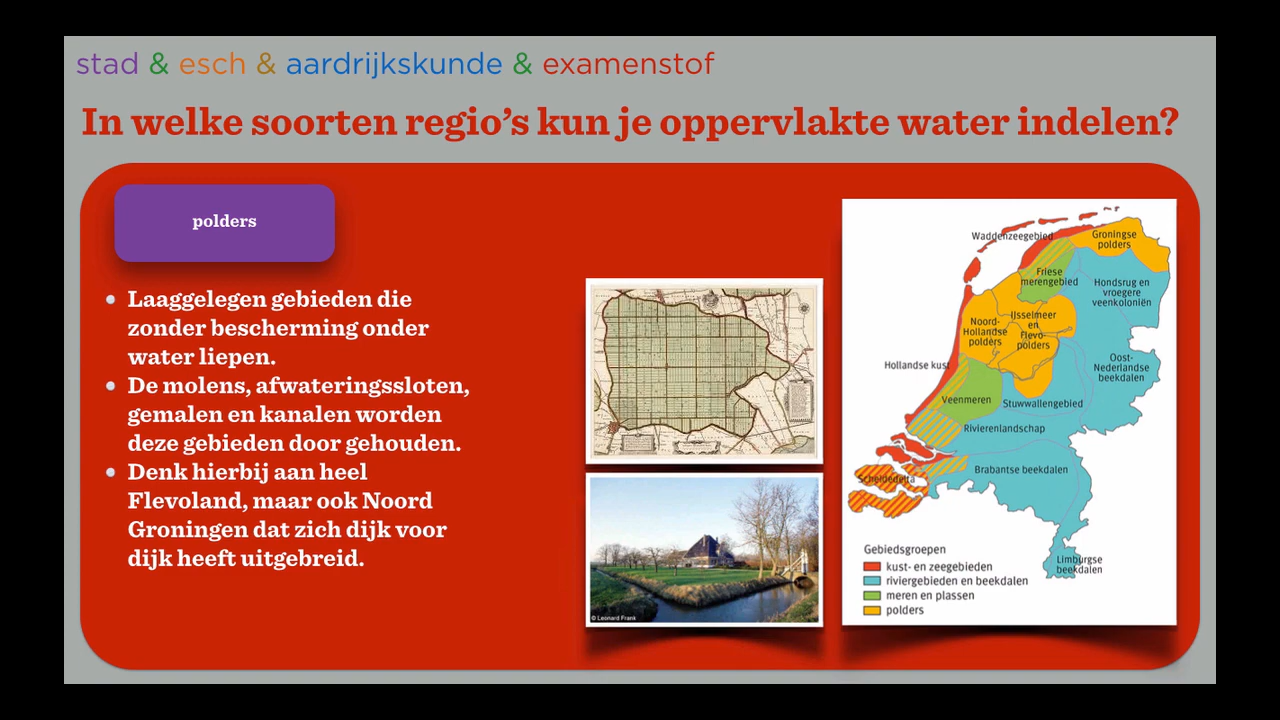 stad & esch & aardrijkskunde & examenstof
In welke soorten regio's kun je oppervlakte water indelen?
polders
Laaggelegen gebieden die
zonder bescherming onder
water liepen.
De molens, afwateringssloten,
gemalen en kanalen worden
deze gebieden door gehouden.
Denk hierbij aan heel
Flevoland, maar ook Noord
Groningen dat zich dijk voor
dijk heeft uitgebreid.
© Leonard Frank
Waddenzeegebied
Groningse
polders
Friese
merengebied
Hondsrug en
vroegere
veenkoloniën
IJsselmeer
en
Flevo-
polders
Noord-
Hollandse
polders
Hollandse kust
Oost-
Nederlandse
beekdalen
Veenmeren
Stuwwallengebied
Rivierenlandschap
Brabantse beekdalen
Scheldedelta
Limburgse
beekdalen
Gebiedsgroepen
kust- en zeegebieden
riviergebieden en beekdalen
meren en plassen
polders